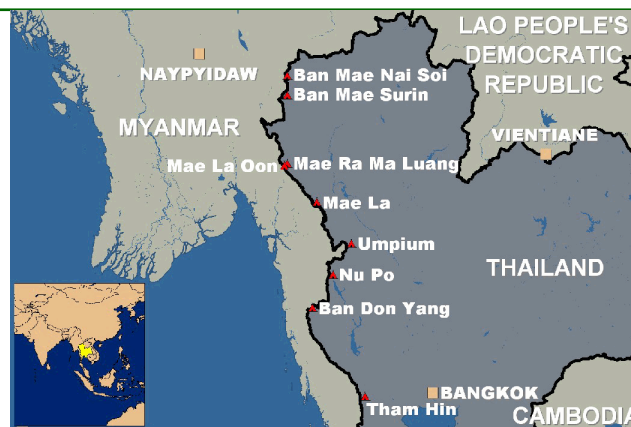 LAO PEOPLE'S
DEMOCRATIC
REPUBLIC
NAYPYIDAW
Ban Mae Nai Soi
Ban Mae Surin
MYANMAR
VIENTIANE
Mae La Oon
Mae Ra Ma Luang
Mae La
Umpium
THAILAND
Nu Po
Ban Don Yang
BANGKOK
Tham Hin
CAMBODIA